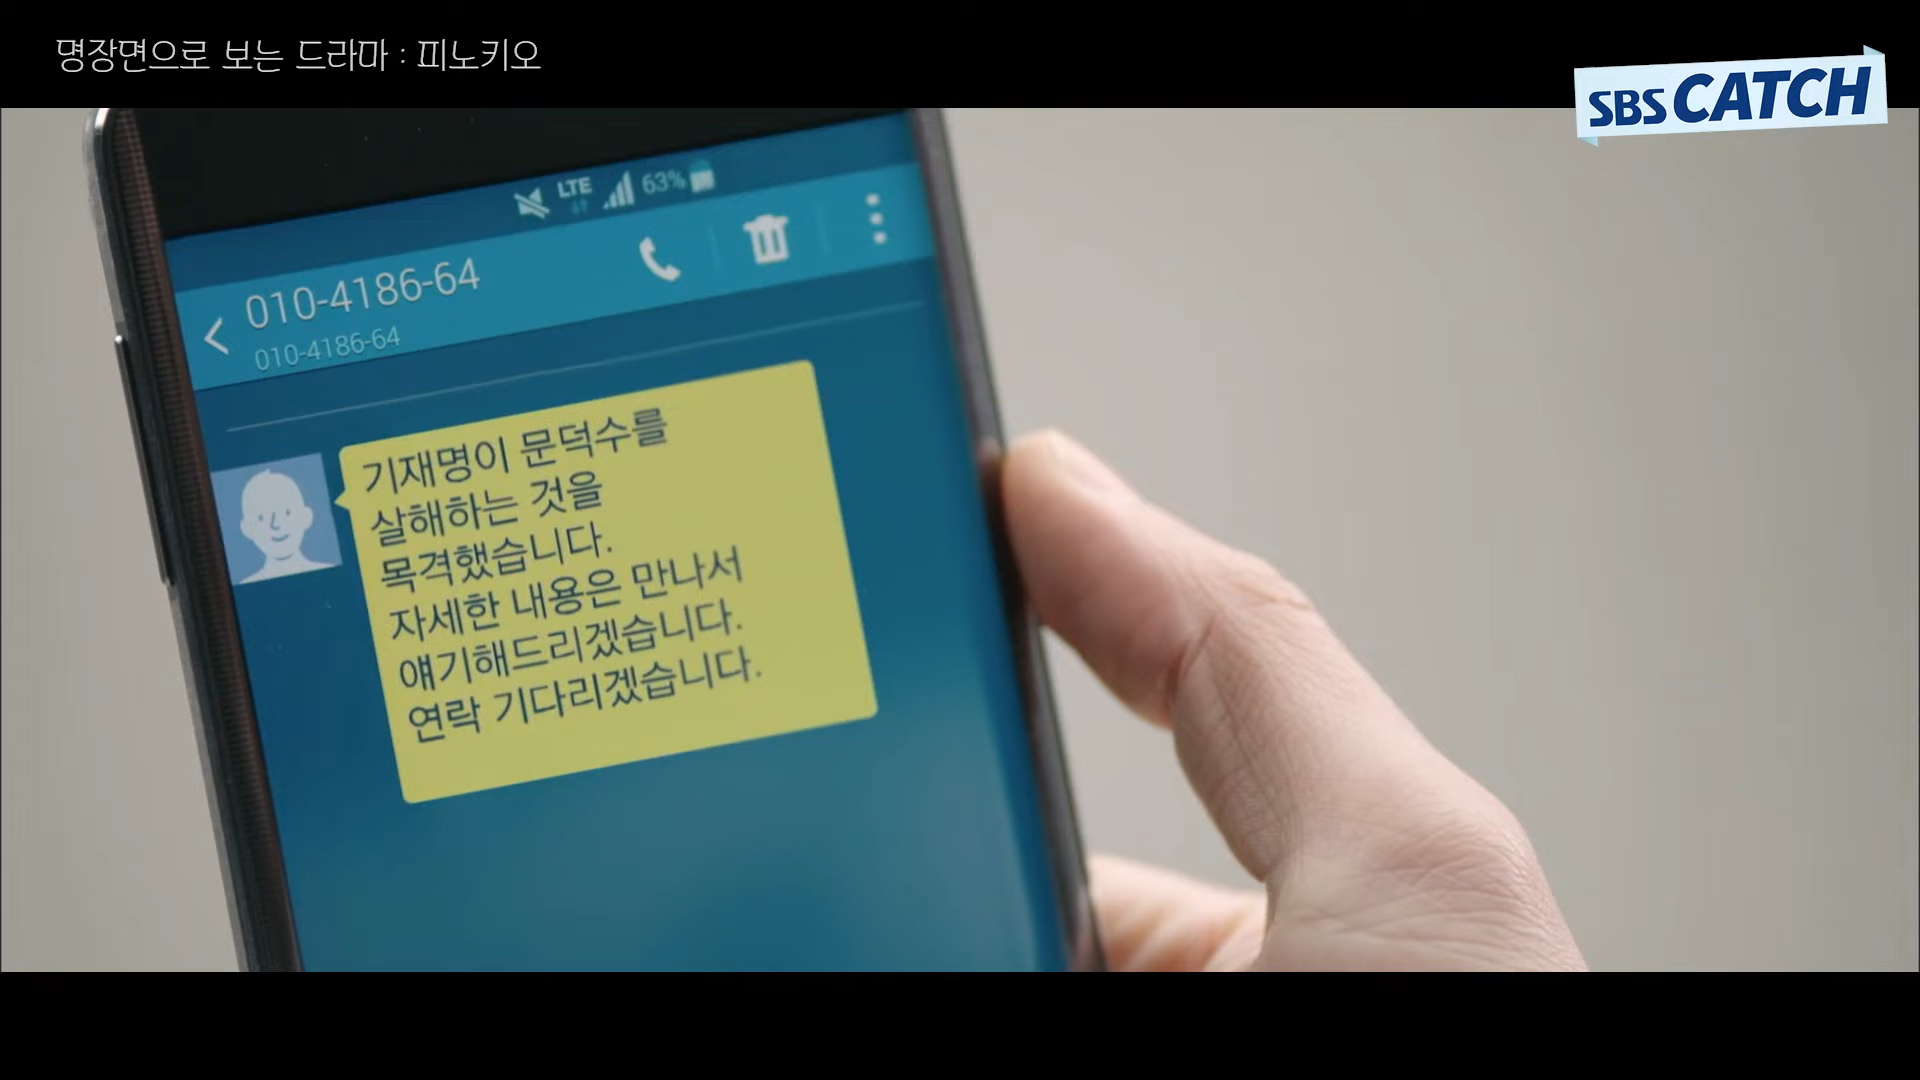 명장면으로 보는 드라마 : 피노키오
SBS CATCH
LTE 63%
010-4186-64
010-4186-64
기재명이 문덕수를
살해하는 것을
목격했습니다.
자세한 내용은 만나서
얘기해드리겠습니다.
연락 기다리겠습니다.